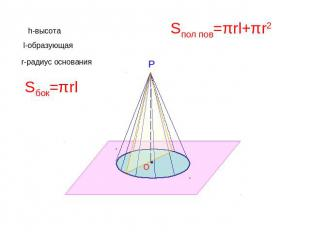 Sпол пов=πrl+πr²
h-высота
l-образующая
r-радиус основания
Sбок=πrl
P
O